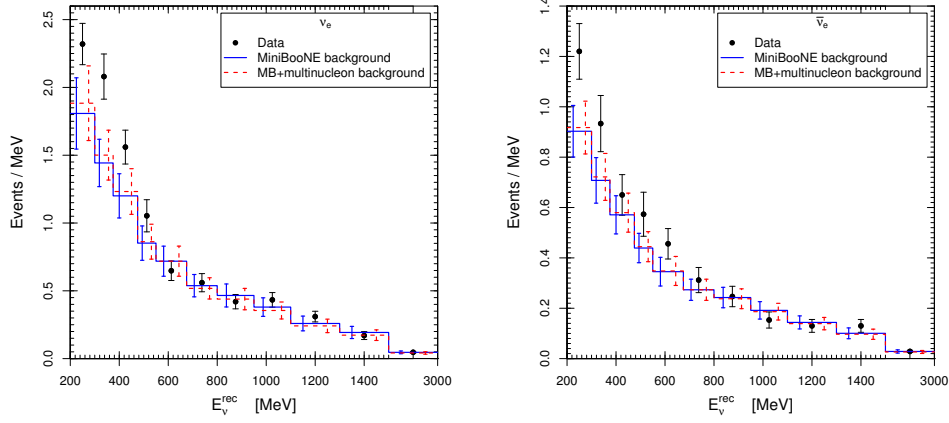 ν_e
Data
MiniBooNE background
MB+multinucleon background
Events / MeV
0.0 0.5 1.0 1.5 2.0 2.5
200 400 600 800 1000 1200 1400 3000
E_ν^rec [MeV]
ν̅_e
Data
MiniBooNE background
MB+multinucleon background
Events / MeV
0.0 0.2 0.4 0.6 0.8 1.0 1.2 1.4
200 400 600 800 1000 1200 1400 3000
E_ν^rec [MeV]